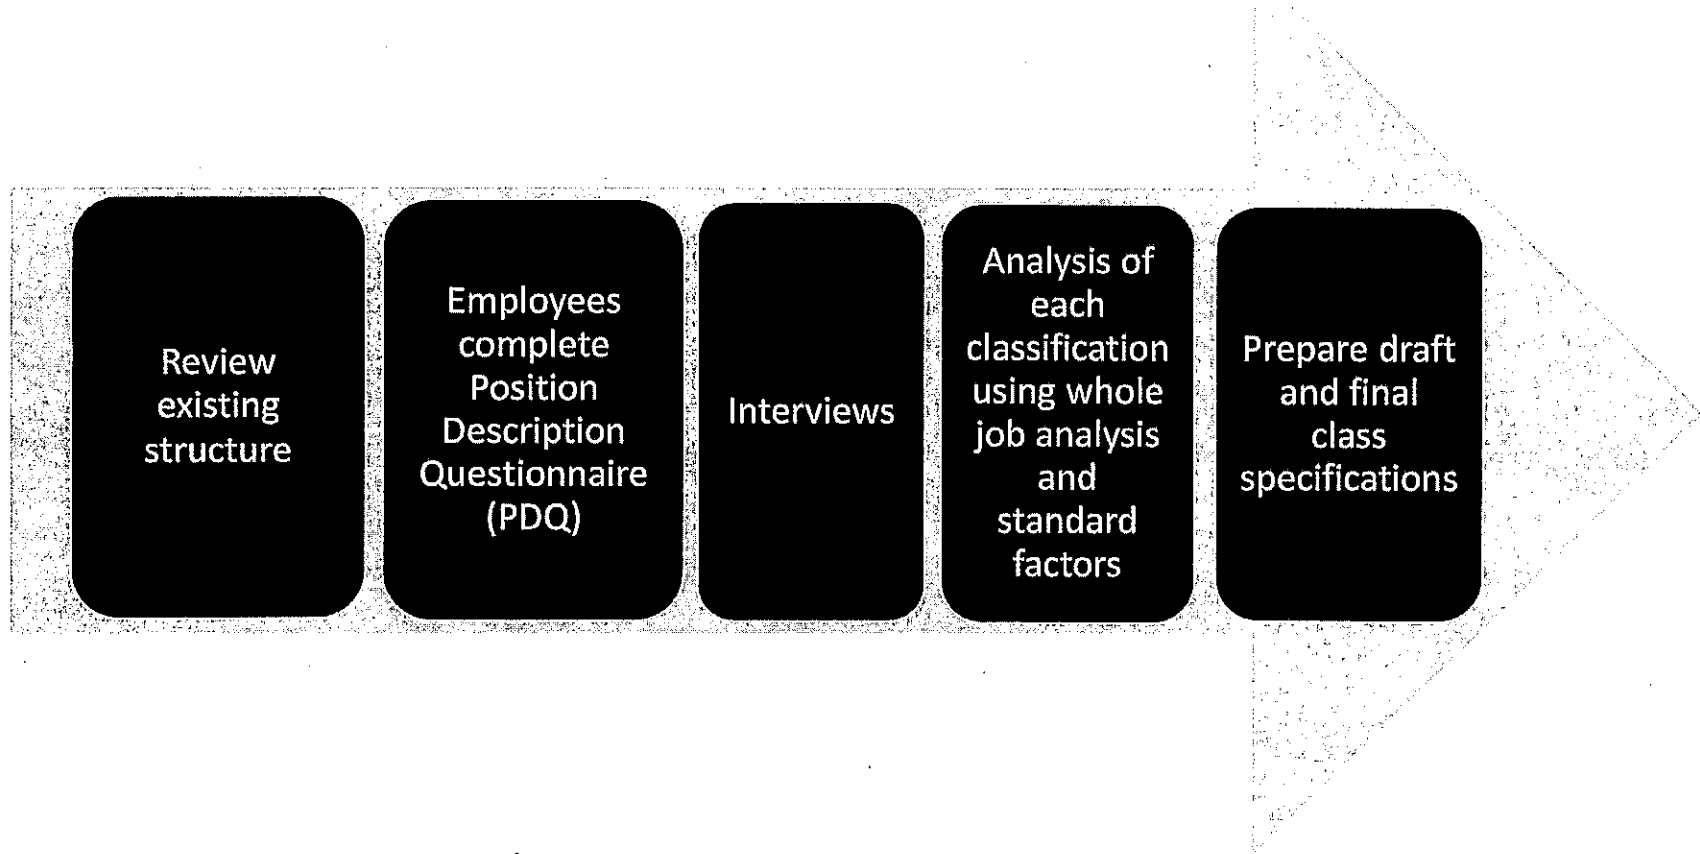 Review
existing
structure
Employees
complete
Position
Description
Questionnaire
(PDQ)
Interviews
Analysis of
each
classification
using whole
job analysis
and
standard
factors
Prepare draft
and final
class
specifications